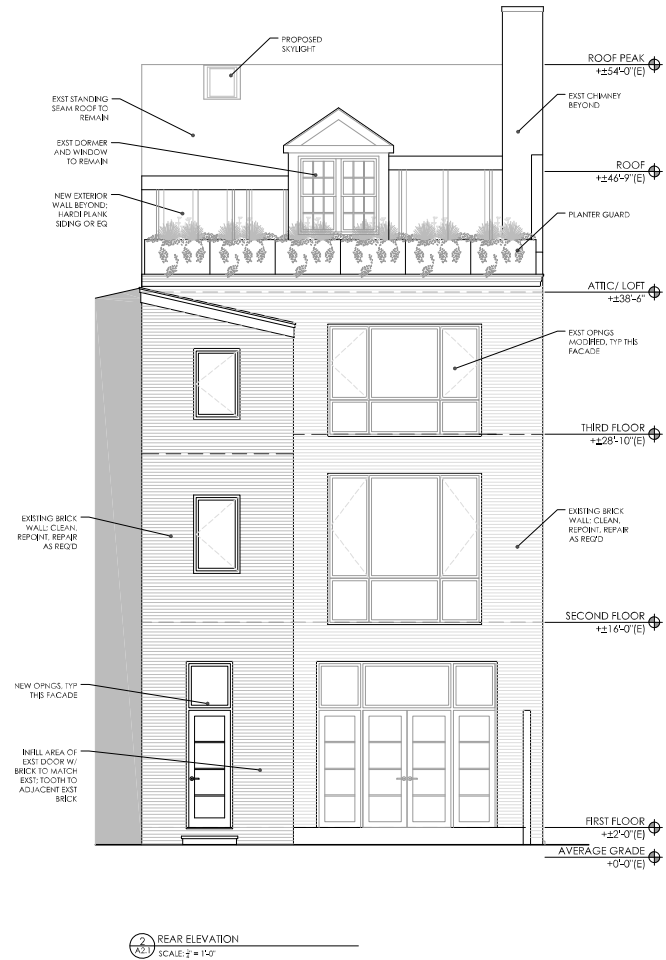 PROPOSED
SKYLIGHT
ROOF PEAK
+±54'-0"(E)
EXST STANDING
SEAM ROOF TO
REMAIN
EXST CHIMNEY
BEYOND
EXST DORMER
AND WINDOW
TO REMAIN
ROOF
+±46'-9"(E)
NEW EXTERIOR
WALL BEYOND;
HARDI PLANK
SIDING OR EQ
PLANTER GUARD
ATTIC/ LOFT
+±38'-6"
EXST OPNGS
MODIFIED, TYP THIS
FACADE
THIRD FLOOR
+±28'-10"(E)
EXISTING BRICK
WALL; CLEAN,
REPOINT, REPAIR
AS REQ'D
EXISTING BRICK
WALL; CLEAN,
REPOINT, REPAIR
AS REQ'D
SECOND FLOOR
+±16'-0"(E)
NEW OPNGS, TYP
THIS FACADE
INFILL AREA OF
EXST DOOR W/
BRICK TO MATCH
EXST; TOOTH TO
ADJACENT EXST
BRICK
FIRST FLOOR
+±2'-0"(E)
AVERAGE GRADE
+0'-0"(E)
2
A2.1
REAR ELEVATION
SCALE: = 1'-0"